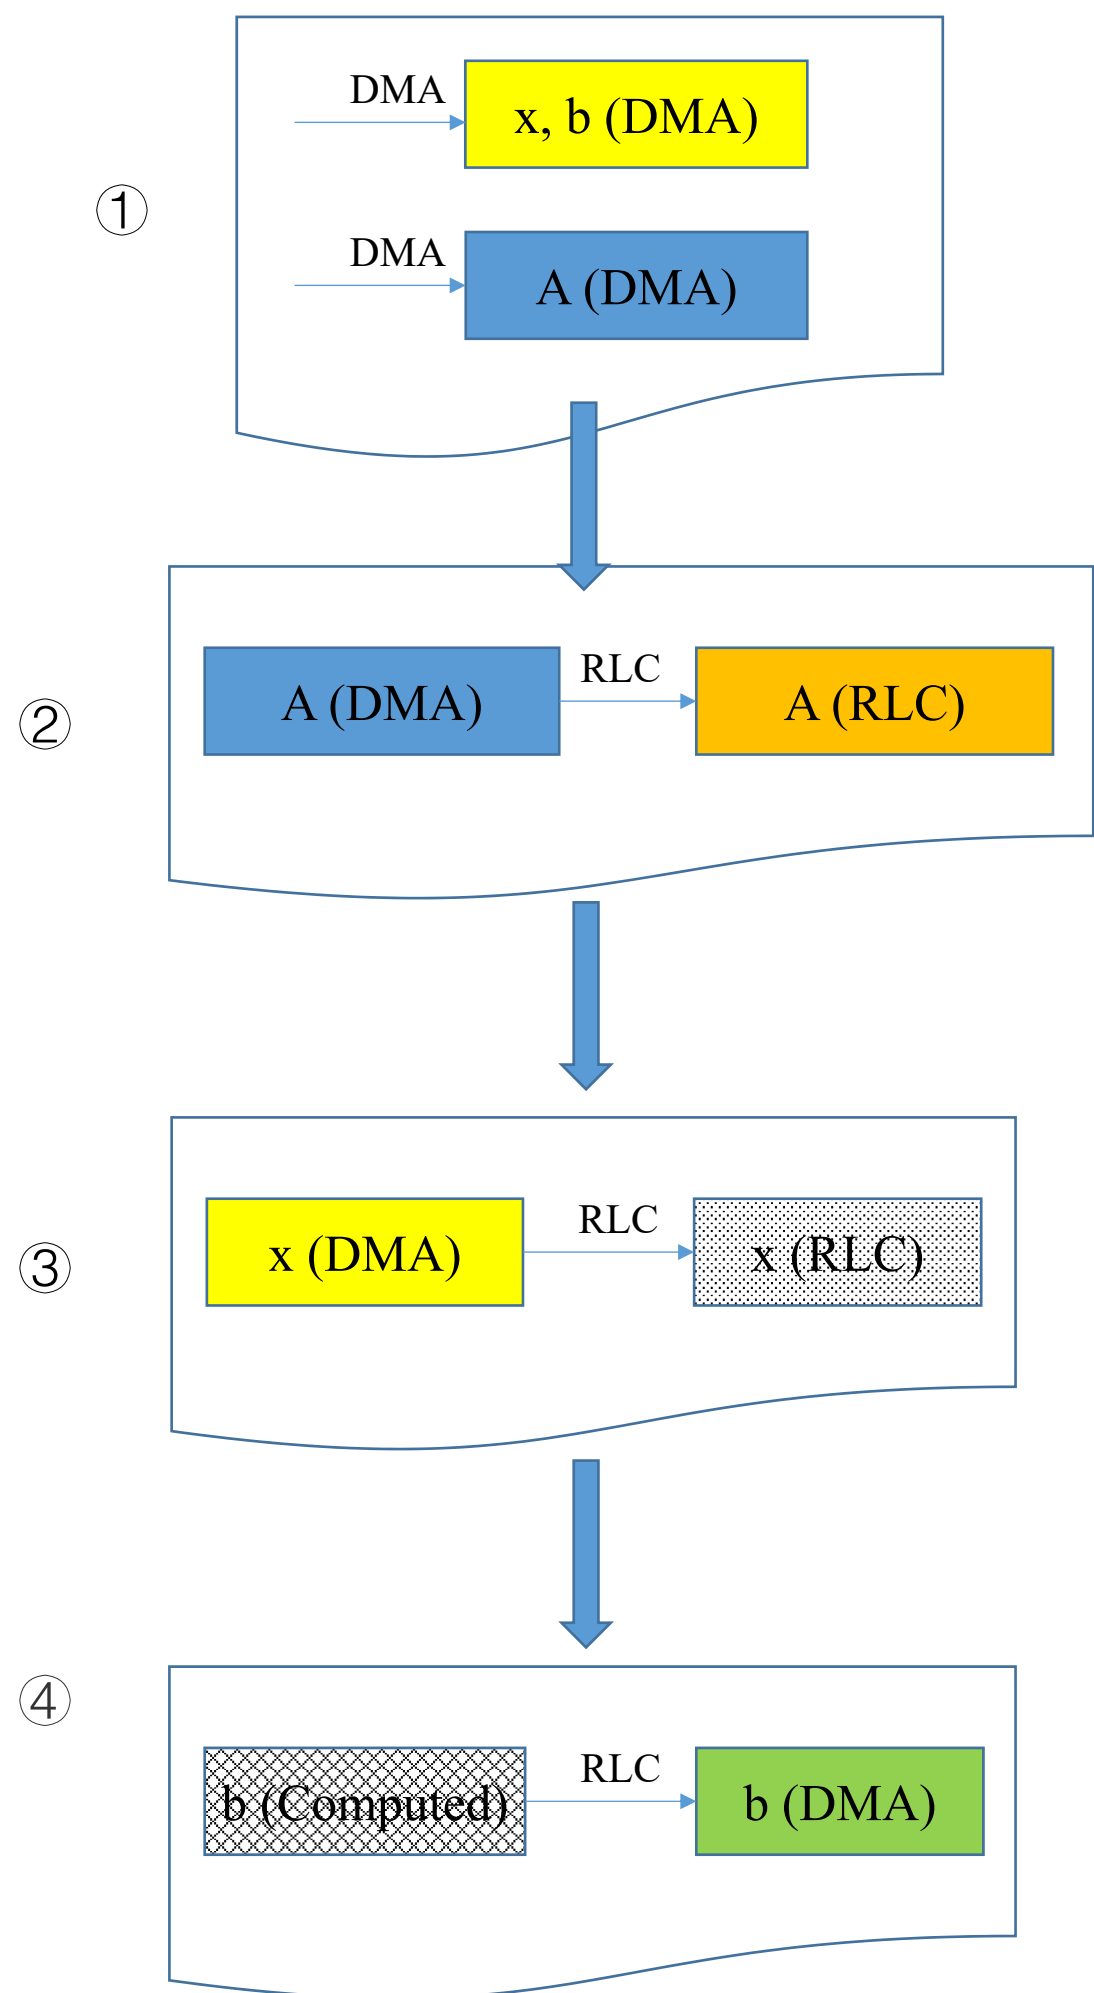 DMA
x, b (DMA)
①
DMA
A (DMA)
②
A (DMA)
RLC
A (RLC)
③
x (DMA)
RLC
x (RLC)
④
b (Computed)
RLC
b (DMA)